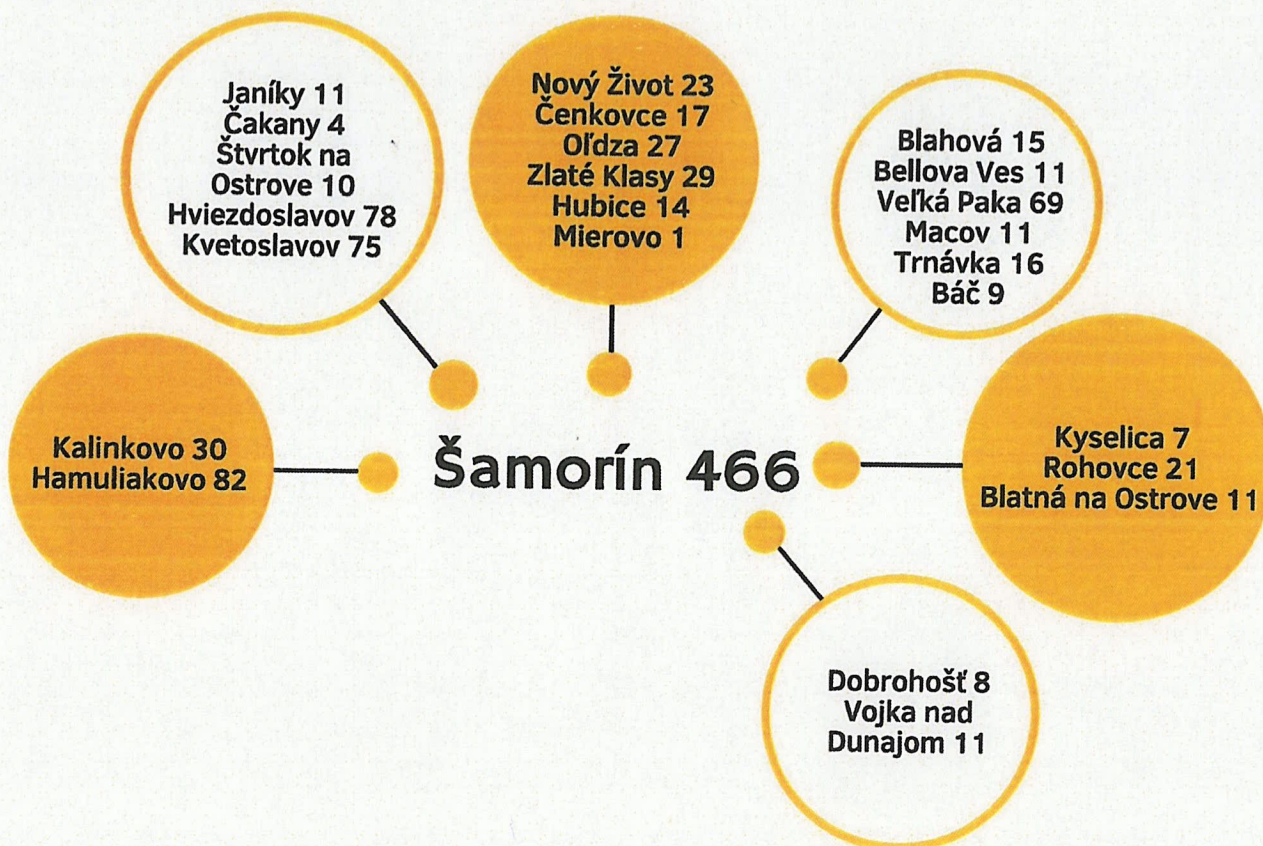 Janíky 11
Čakany 4
Štvrtok na
Ostrove 10
Hviezdoslavov 78
Kvetoslavov 75
Nový Život 23
Čenkovce 17
Oľdza 27
Zlaté Klasy 29
Hubice 14
Mierovo 1
Blahová 15
Bellova Ves 11
Veľká Paka 69
Macov 11
Trnávka 16
Báč 9
Kalinkovo 30
Hamuliakovo 82
Šamorín 466
Kyselica 7
Rohovce 21
Blatná na Ostrove 11
Dobrohošť 8
Vojka nad
Dunajom 11